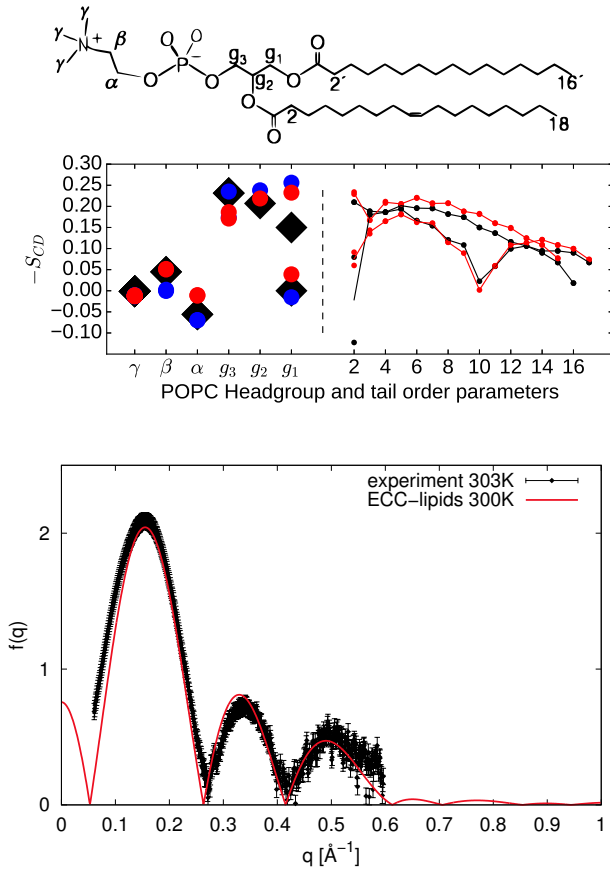 γ
γ
γ
N
+
β
α
O
O
O
P
−
O
g₃
g₂
g₁
O
O
2´
16´
O
O
2
18
−S_CD
0.30
0.25
0.20
0.15
0.10
0.05
0.00
−0.05
−0.10
γ β α g₃ g₂ g₁ 2 4 6 8 10 12 14 16
POPC Headgroup and tail order parameters
experiment 303K
ECC−lipids 300K
f(q)
2
1
0
0 0.1 0.2 0.3 0.4 0.5 0.6 0.7 0.8 0.9 1
q [Å⁻¹]